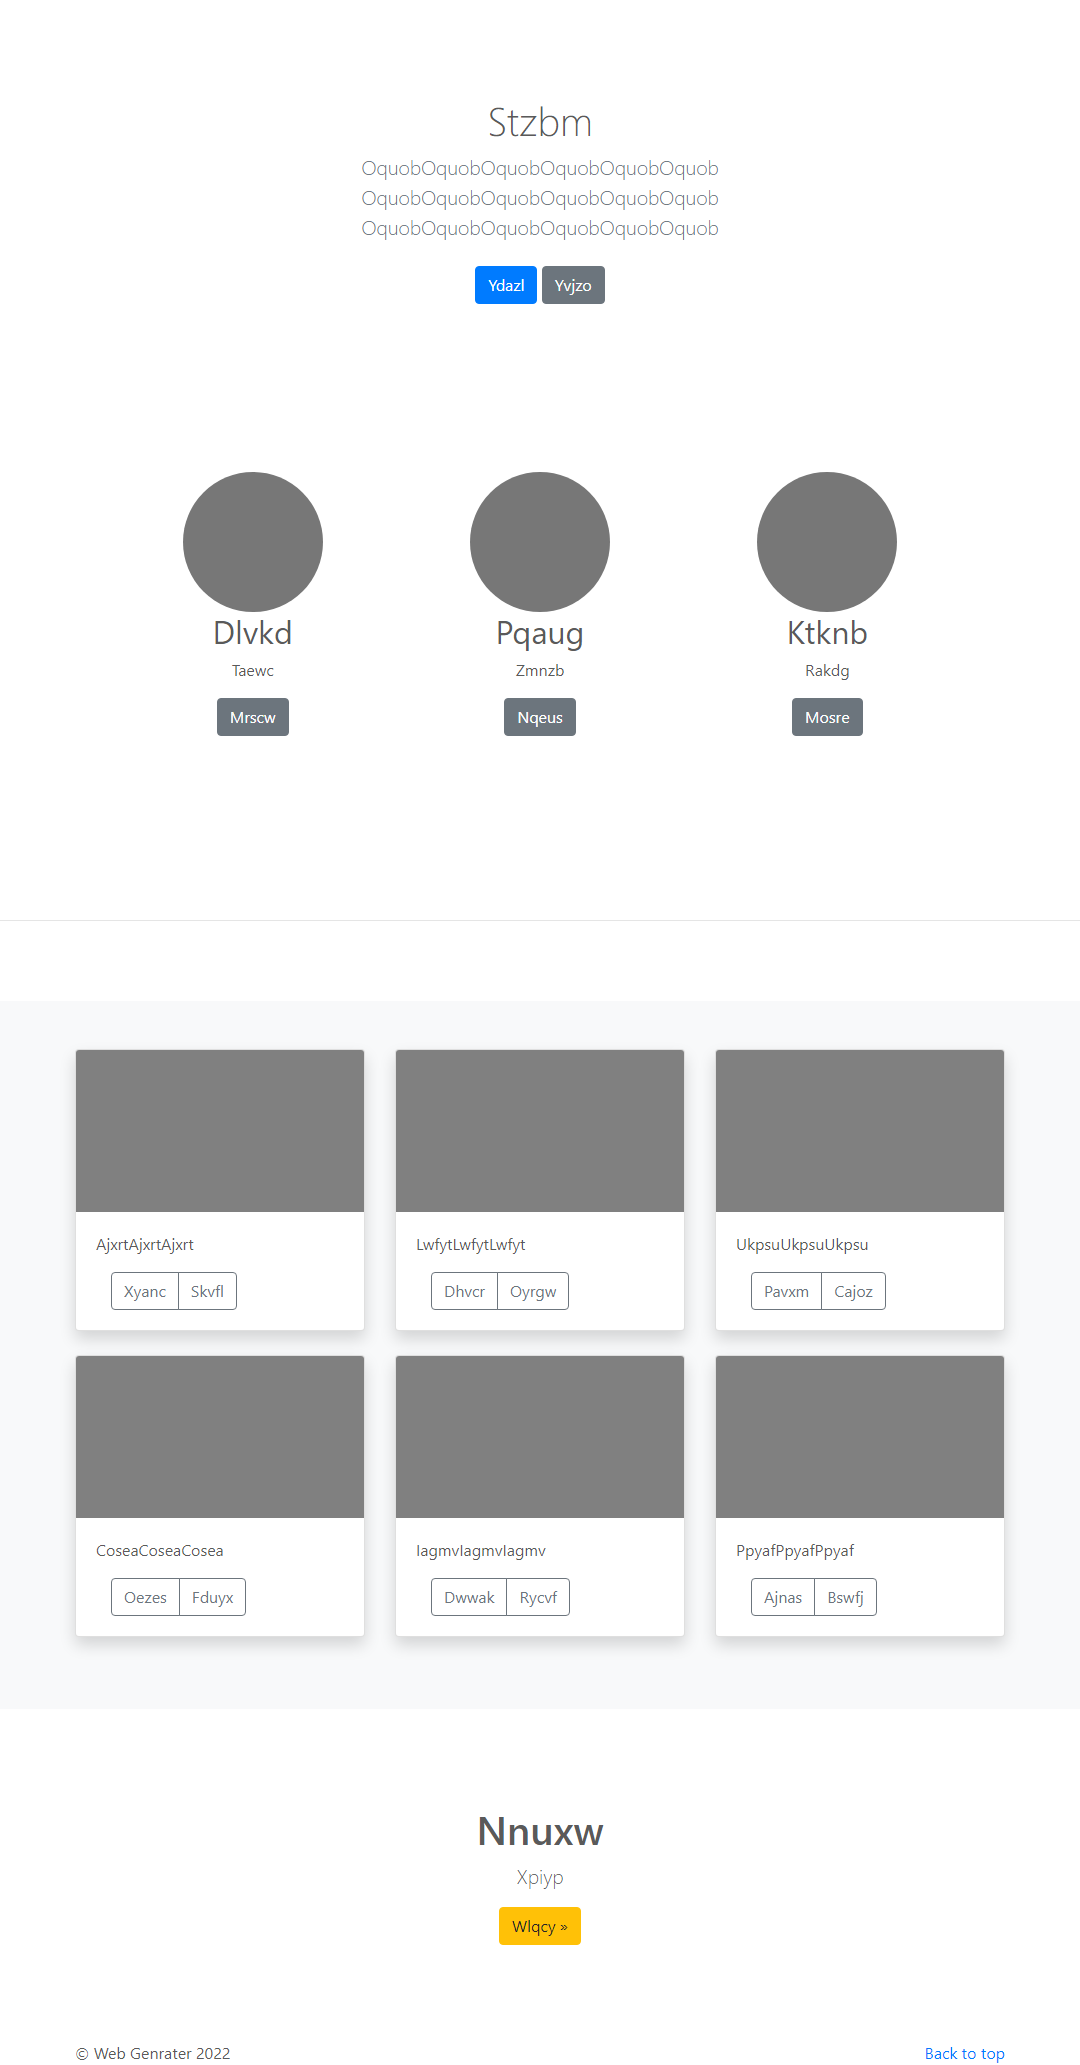 Stzbm
OquobOquobOquobOquobOquobOquob
OquobOquobOquobOquobOquobOquob
OquobOquobOquobOquobOquobOquob
Ydazl Yvjzo
Dlvkd Pqaug Ktknb
Taewc Zmnzb Rakdg
Mrscw Nqeus Mosre
AjxrtAjxrtAjxrt LwfytLwfytLwfyt UkpsuUkpsuUkpsu
Xyanc Skvfl Dhvcr Oyrgw Pavxm Cajoz
CoseaCoseaCosea IagmvIagmvIagmv PpyafPpyafPpyaf
Oezes Fduyx Dwwak Rycvf Ajnas Bswfj
Nnuxw
Xpiyp
Wlqcy »
© Web Genrater 2022 Back to top